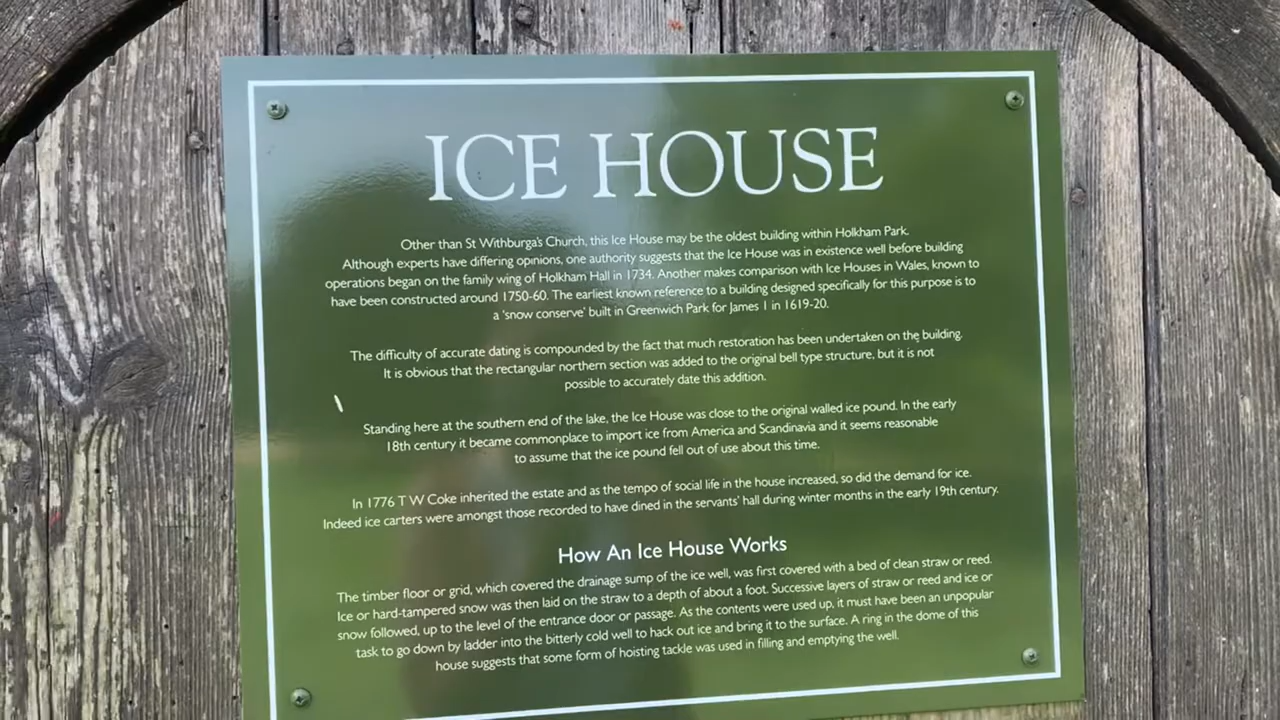 ICE HOUSE
Other than St Withburga's Church, this Ice House may be the oldest building within Holkham Park.
Although experts have differing opinions, one authority suggests that the Ice House was in existence well before building
operations began on the family wing of Holkham Hall in 1734. Another makes comparison with Ice Houses in Wales, known to
have been constructed around 1750-60. The earliest known reference to a building designed specifically for this purpose is to
a 'snow conserve' built in Greenwich Park for James 1 in 1619-20.
The difficulty of accurate dating is compounded by the fact that much restoration has been undertaken on the building.
It is obvious that the rectangular northern section was added to the original bell type structure, but it is not
possible to accurately date this addition.
Standing here at the southern end of the lake, the Ice House was close to the original walled ice pond. In the early
18th century it became commonplace to import ice from America and Scandinavia and it seems reasonable
to assume that the ice pound fell out of use about this time.
In 1776 T W Coke inherited the estate and as the tempo of social life in the house increased, so did the demand for ice.
Indeed ice carters were amongst those recorded to have dined in the servants' hall during winter months in the early 19th century.
How An Ice House Works
The timber floor or grid, which covered the drainage sump of the ice well, was first covered with a bed of clean straw or reed.
Ice or hard-tampered snow was then laid on the straw to a depth of about a foot. Successive layers of straw or reed and ice or
snow followed, up to the level of the entrance door or passage. As the contents were used up, it must have been an unpopular
task to go down by ladder into the bitterly cold well to hack out ice and bring it to the surface. A ring in the dome of this
house suggests that some form of hoisting tackle was used in filling and emptying the well.